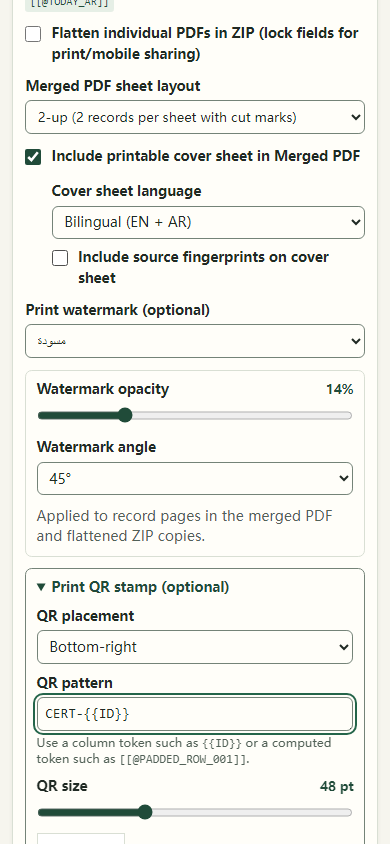 [[@TODAY_AR]]
Flatten individual PDFs in ZIP (lock fields for
print/mobile sharing)
Merged PDF sheet layout
2-up (2 records per sheet with cut marks)
Include printable cover sheet in Merged PDF
Cover sheet language
Bilingual (EN + AR)
Include source fingerprints on cover
sheet
Print watermark (optional)
مسودة
Watermark opacity 14%
Watermark angle
45°
Applied to record pages in the merged PDF
and flattened ZIP copies.
▼ Print QR stamp (optional)
QR placement
Bottom-right
QR pattern
CERT-{{ID}}
Use a column token such as {{ID}} or a computed
token such as [[@PADDED_ROW_001]].
QR size 48 pt